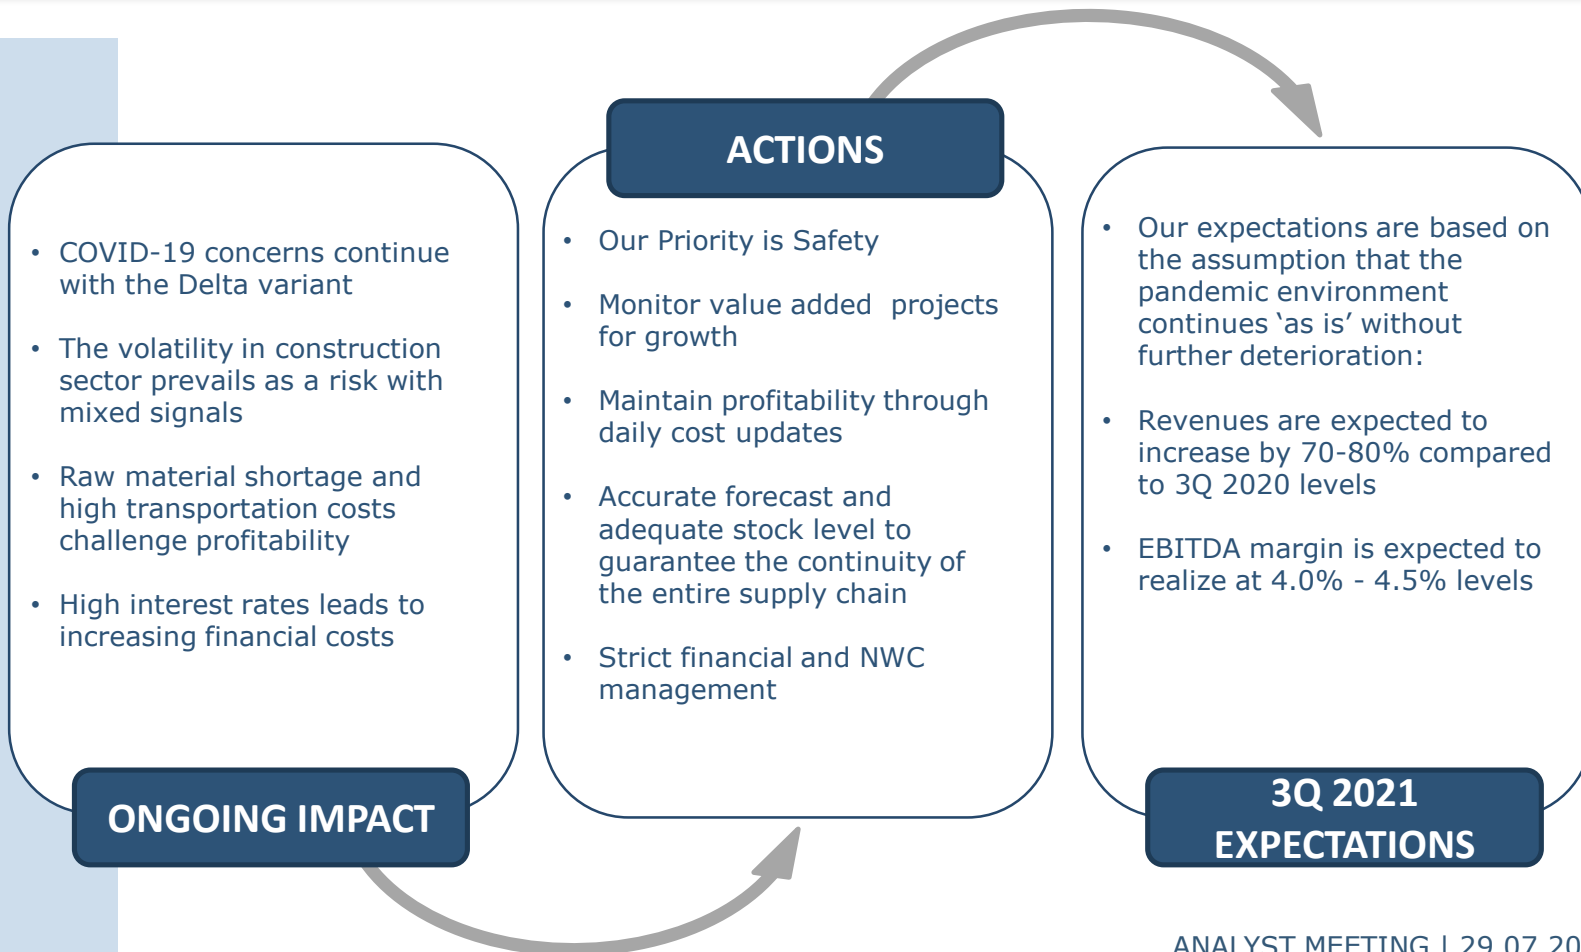 • COVID-19 concerns continue
with the Delta variant
• The volatility in construction
sector prevails as a risk with
mixed signals
• Raw material shortage and
high transportation costs
challenge profitability
• High interest rates leads to
increasing financial costs
ONGOING IMPACT
ACTIONS
• Our Priority is Safety
• Monitor value added  projects
for growth
• Maintain profitability through
daily cost updates
• Accurate forecast and
adequate stock level to
guarantee the continuity of
the entire supply chain
• Strict financial and NWC
management
• Our expectations are based on
the assumption that the
pandemic environment
continues ‘as is’ without
further deterioration:
• Revenues are expected to
increase by 70-80% compared
to 3Q 2020 levels
• EBITDA margin is expected to
realize at 4.0% - 4.5% levels
3Q 2021
EXPECTATIONS
ANALYST MEETING | 29.07.20